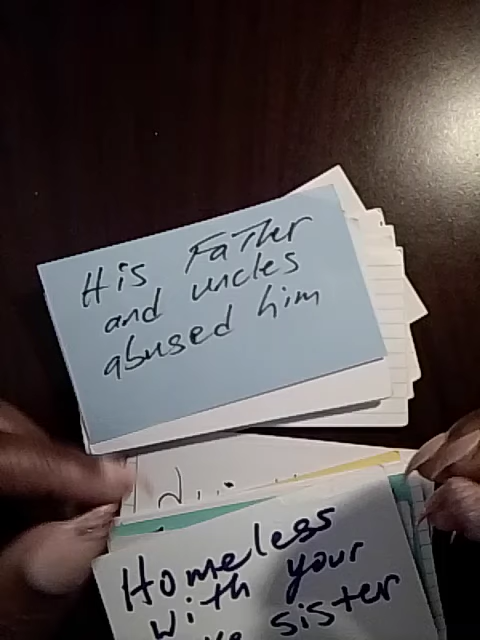 His Father
and uncles
abused him
Homeless
with your
sister